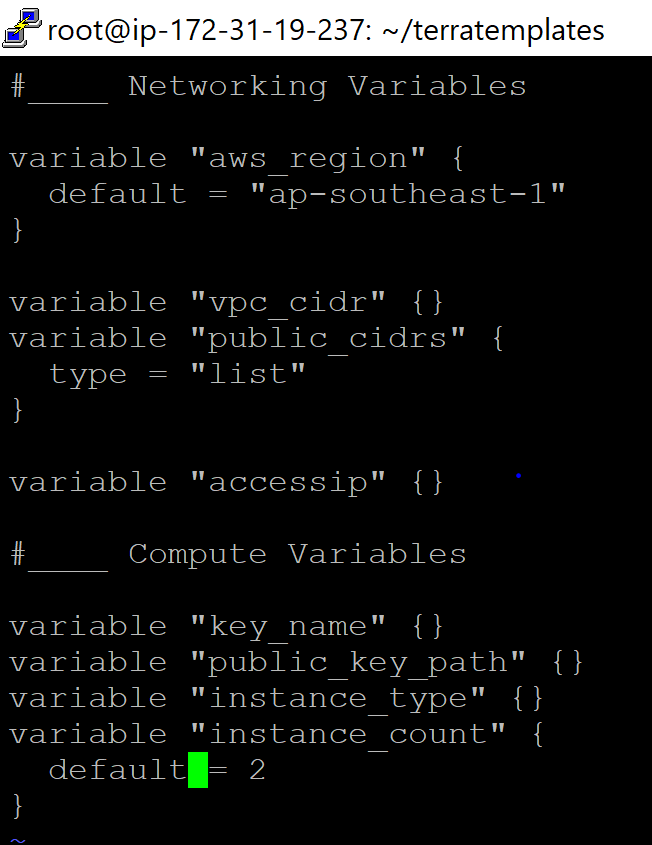 root@ip-172-31-19-237: ~/terratemplates
#____ Networking Variables
variable "aws_region" {
  default = "ap-southeast-1"
}
variable "vpc_cidr" {}
variable "public_cidrs" {
  type = "list"
}
variable "accessip" {}
#____ Compute Variables
variable "key_name" {}
variable "public_key_path" {}
variable "instance_type" {}
variable "instance_count" {
  default = 2
}
~